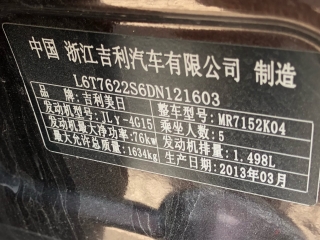 中国 浙江吉利汽车有限公司 制造
L6T7622S6DN121603
品牌:吉利美日 整车型号:MR7152K04
发动机型号:JLY-4G15 乘坐人数:5
发动机最大净功率:76kw 发动机排量:1.498L
最大允许总质量:1634kg 生产日期:2013年03月